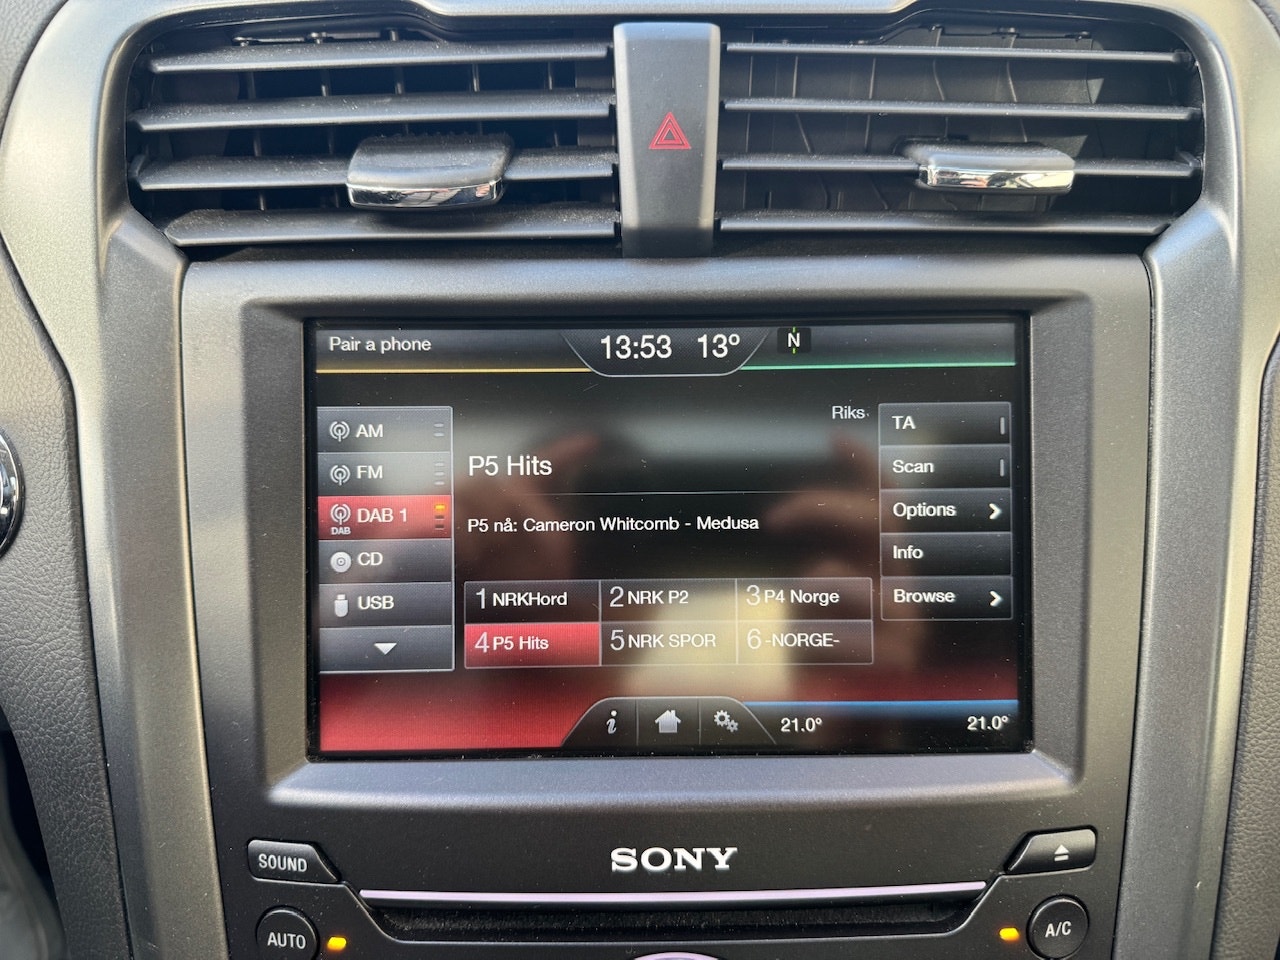 Pair a phone
13:53 13°
N
AM
FM
DAB 1
DAB
CD
USB
Riks
P5 Hits
P5 nå: Cameron Whitcomb - Medusa
1 NRKHord
2 NRK P2
3 P4 Norge
4 P5 Hits
5 NRK SPOR
6 -NORGE-
TA
Scan
Options
Info
Browse
i
21.0°
21.0°
SOUND
SONY
AUTO
A/C